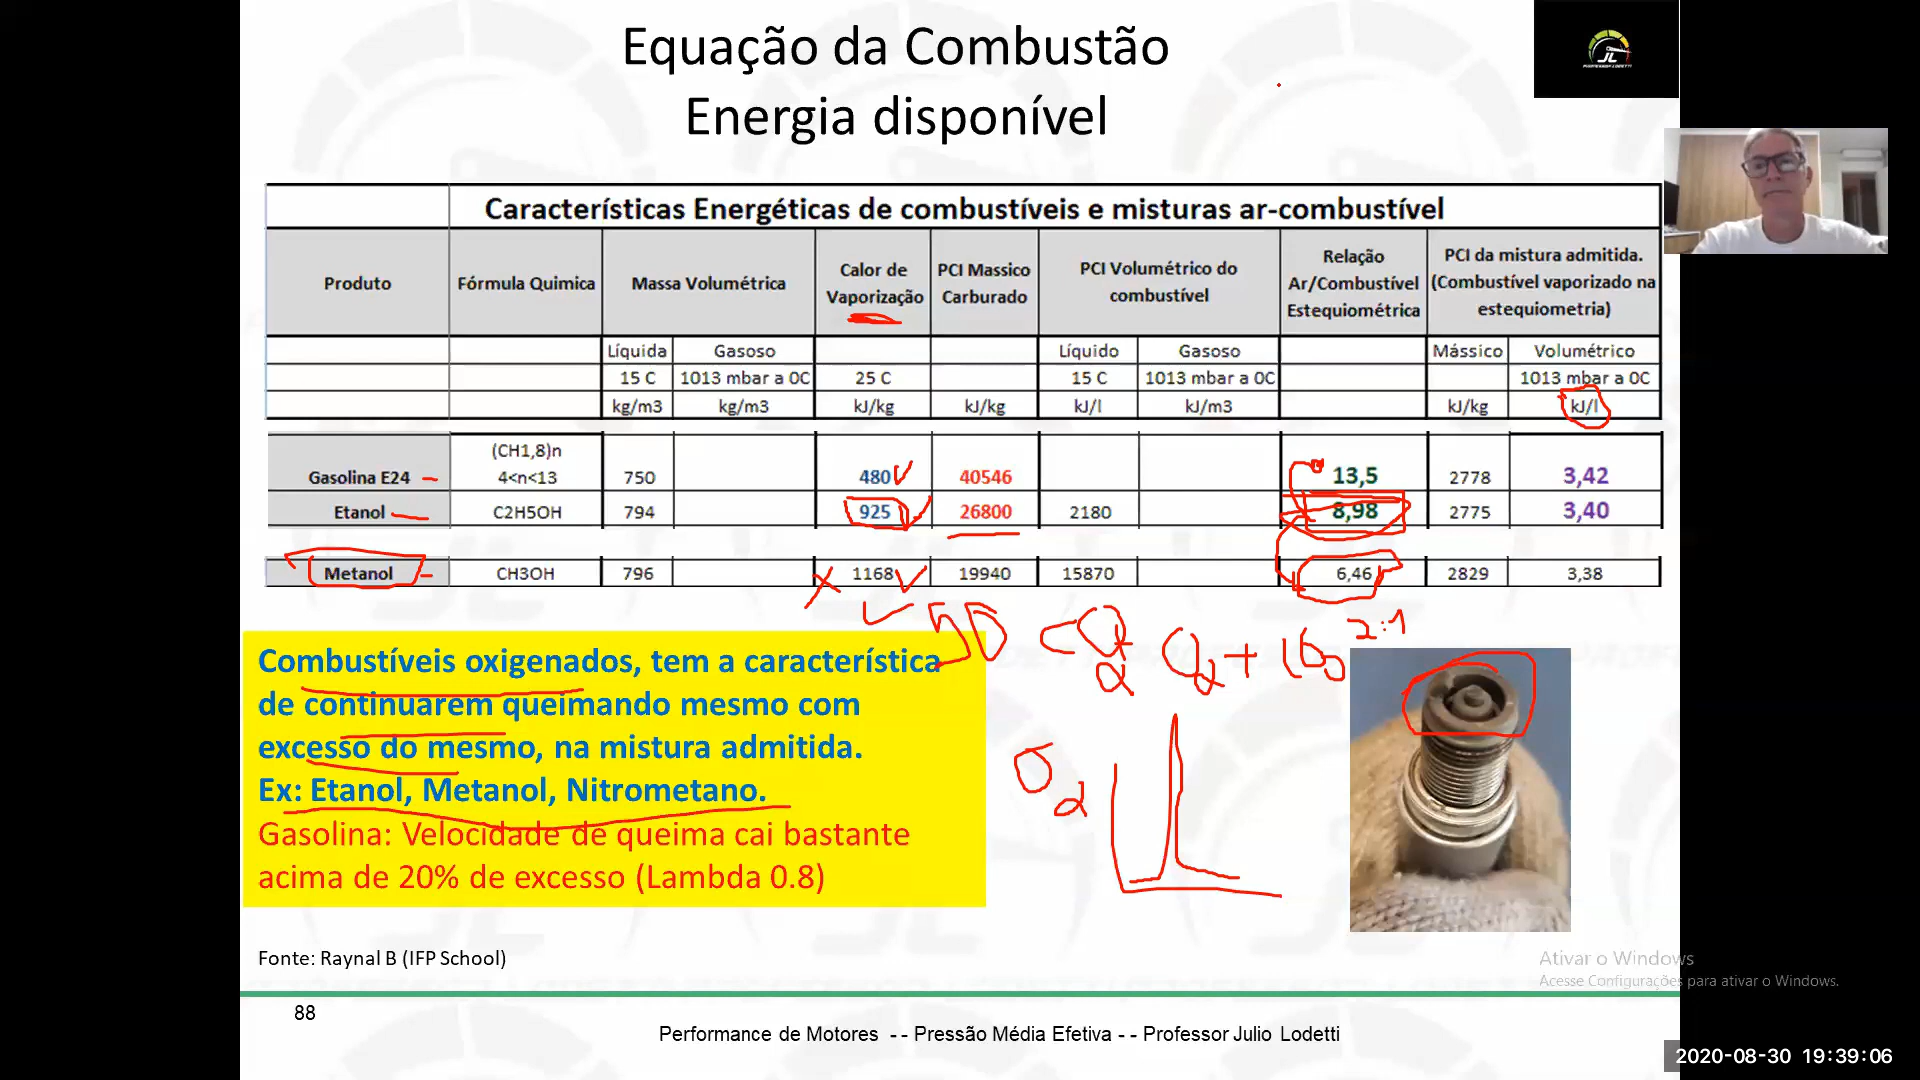 Equação da Combustão
Energia disponível
Características Energéticas de combustíveis e misturas ar-combustível
Produto Fórmula Quimica Massa Volumétrica Calor de Vaporização PCI Massico Carburado PCI Volumétrico do combustível Relação Ar/Combustível Estequiométrica PCI da mistura admitida. (Combustível vaporizado na estequiometria)
Líquida Gasoso Líquido Gasoso Mássico Volumétrico
15 C 1013 mbar a 0C 25 C 15 C 1013 mbar a 0C 1013 mbar a 0C
kg/m3 kg/m3 kJ/kg kJ/kg kJ/l kJ/m3 kJ/kg kJ/l
Gasolina E24 (CH1,8)n 4<n<13 750 480 40546 13,5 2778 3,42
Etanol C2H5OH 794 925 26800 2180 8,98 2775 3,40
Metanol CH3OH 796 1168 19940 15870 6,46 2829 3,38
2:1
Combustíveis oxigenados, tem a característica
de continuarem queimando mesmo com
excesso do mesmo, na mistura admitida.
Ex: Etanol, Metanol, Nitrometano.
Gasolina: Velocidade de queima cai bastante
acima de 20% de excesso (Lambda 0.8)
Fonte: Raynal B (IFP School)
Ativar o Windows
Acesse Configurações para ativar o Windows.
88
Performance de Motores - - Pressão Média Efetiva - - Professor Julio Lodetti
2020-08-30 19:39:06